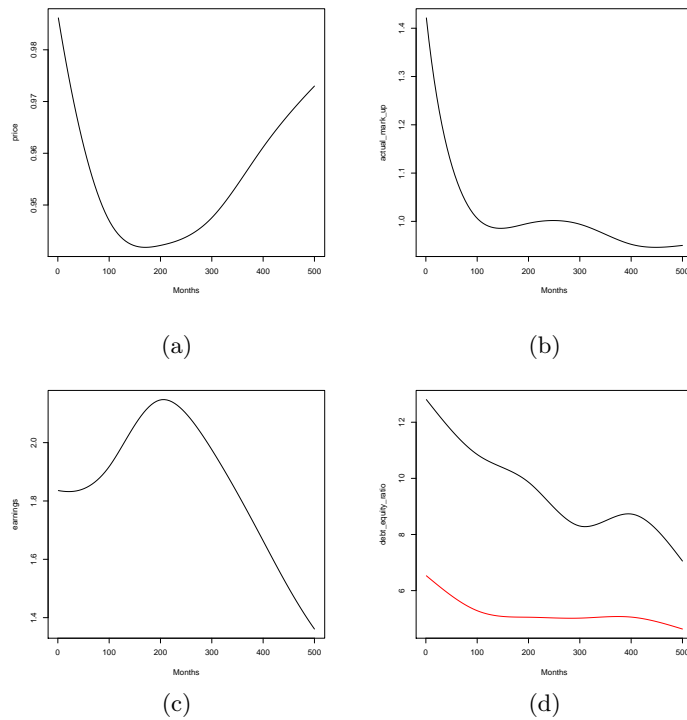 0.98
0.97
0.96
0.95
price
0 100 200 300 400 500
Months
(a)
1.4
1.3
1.2
1.1
1.0
actual_mark_up
0 100 200 300 400 500
Months
(b)
2.0
1.8
1.6
1.4
earnings
0 100 200 300 400 500
Months
(c)
12
10
8
6
debt_equity_ratio
0 100 200 300 400 500
Months
(d)